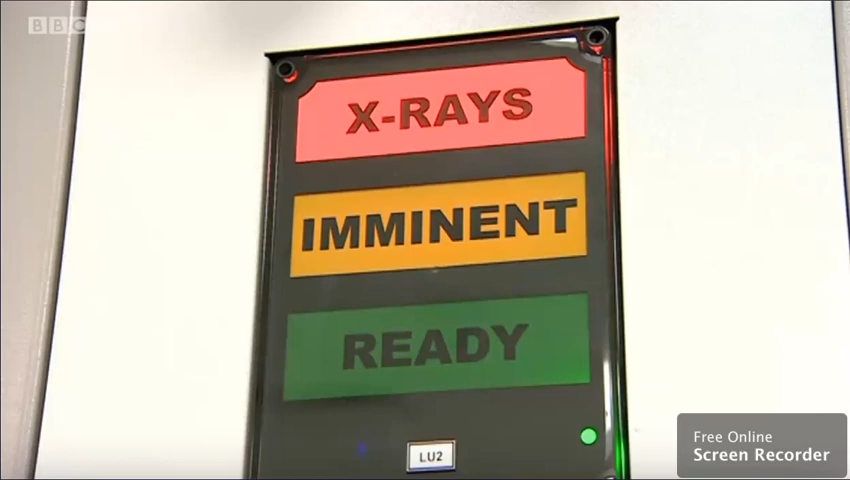 BBC
X-RAYS
IMMINENT
READY
LU2
Free Online
Screen Recorder